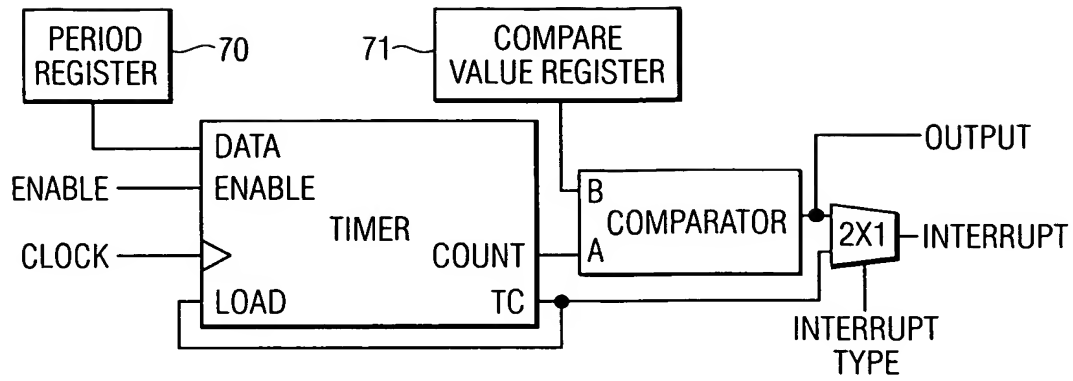 PERIOD
REGISTER
70
71
COMPARE
VALUE REGISTER
DATA
ENABLE
ENABLE
TIMER
CLOCK
COUNT
LOAD
TC
B
COMPARATOR
A
OUTPUT
2X1
INTERRUPT
INTERRUPT
TYPE